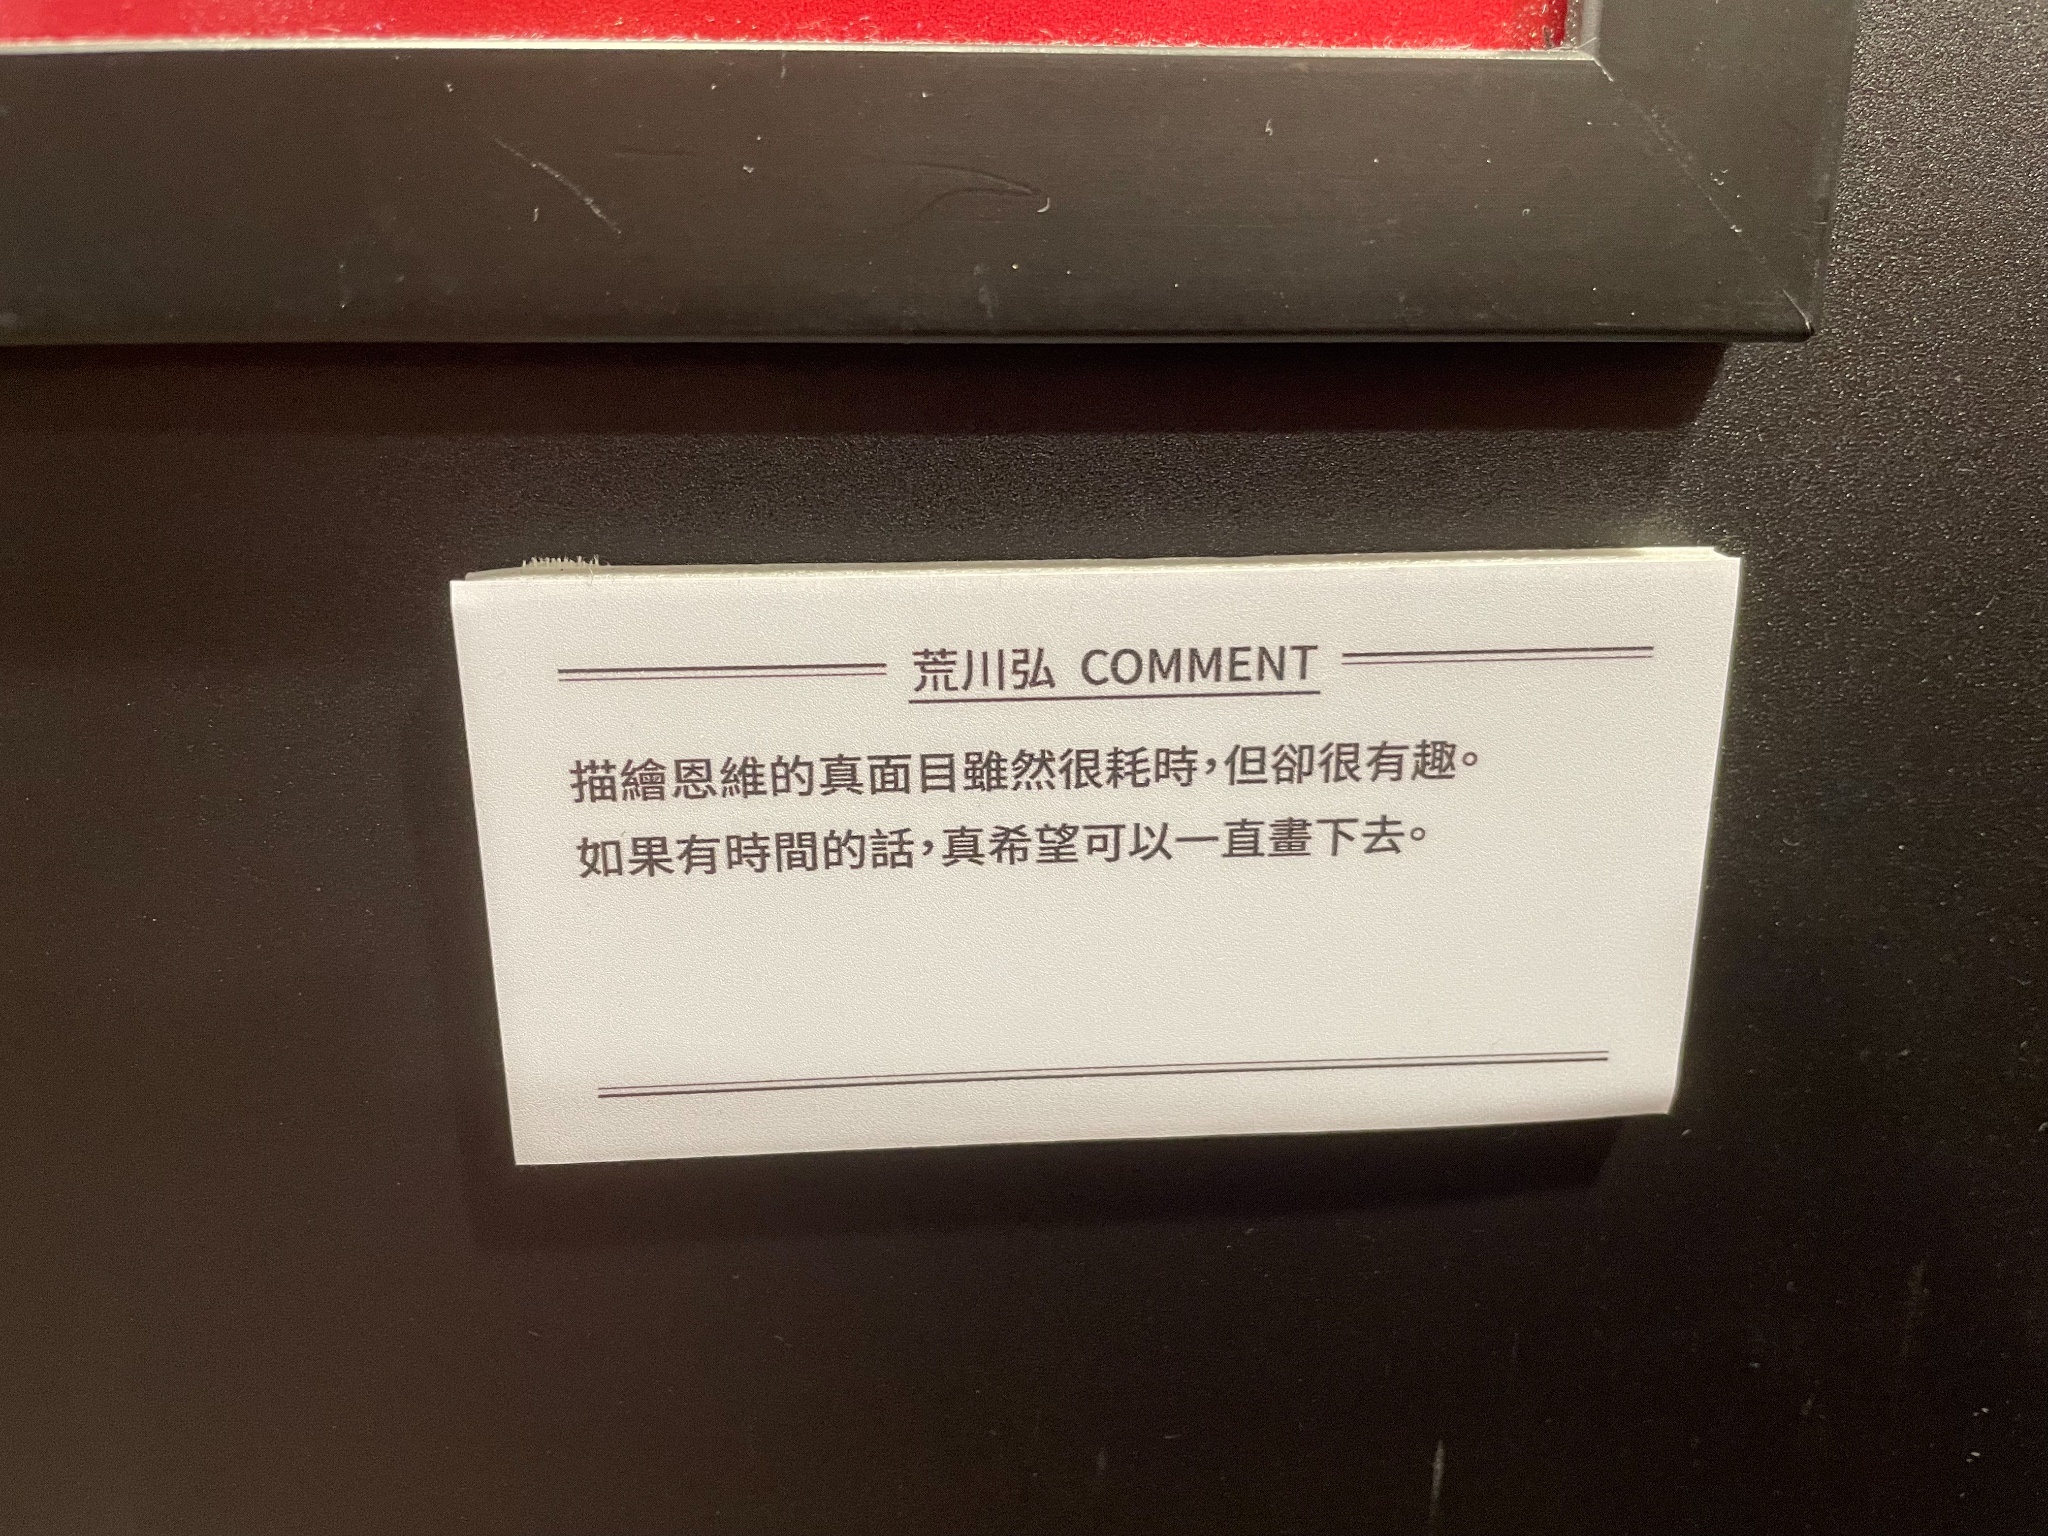 荒川弘 COMMENT
描繪恩維的真面目雖然很耗時，但卻很有趣。
如果有時間的話，真希望可以一直畫下去。